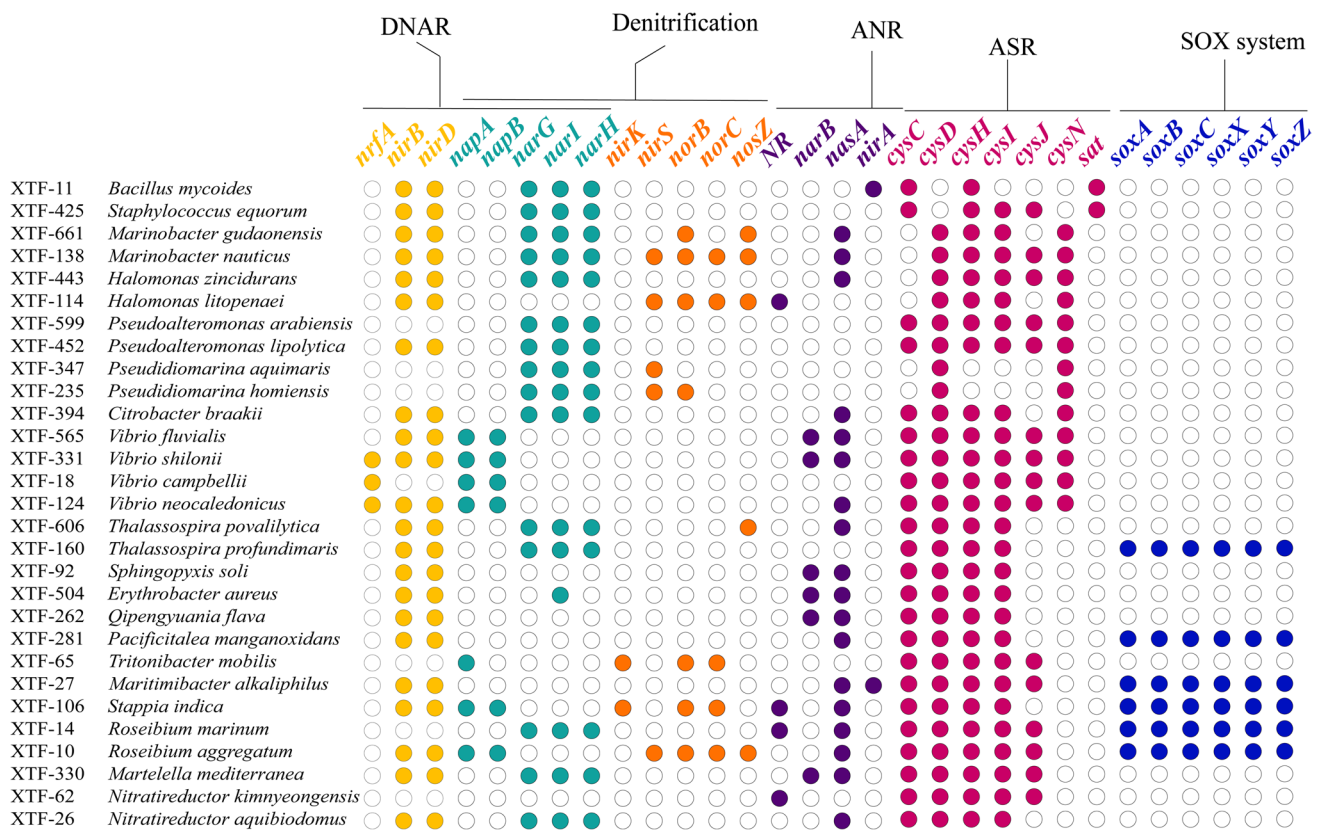 DNAR
Denitrification
ANR
ASR
SOX system
nrfA nirB nirD napA napB narG narI narH nirK nirS norB norC nosZ NR narB nasA nirA cysC cysD cysH cysI cysJ cysN sat soxA soxB soxC soxX soxY soxZ
XTF-11 Bacillus mycoides
XTF-425 Staphylococcus equorum
XTF-661 Marinobacter gudaonensis
XTF-138 Marinobacter nauticus
XTF-443 Halomonas zincidurans
XTF-114 Halomonas litopenaei
XTF-599 Pseudoalteromonas arabiensis
XTF-452 Pseudoalteromonas lipolytica
XTF-347 Pseudidiomarina aquimaris
XTF-235 Pseudidiomarina homiensis
XTF-394 Citrobacter braakii
XTF-565 Vibrio fluvialis
XTF-331 Vibrio shilonii
XTF-18 Vibrio campbellii
XTF-124 Vibrio neocaledonicus
XTF-606 Thalassospira povalilytica
XTF-160 Thalassospira profundimaris
XTF-92 Sphingopyxis soli
XTF-504 Erythrobacter aureus
XTF-262 Qipengyuania flava
XTF-281 Pacificitalea manganoxidans
XTF-65 Tritonibacter mobilis
XTF-27 Maritimibacter alkaliphilus
XTF-106 Stappia indica
XTF-14 Roseibium marinum
XTF-10 Roseibium aggregatum
XTF-330 Martelella mediterranea
XTF-62 Nitratireductor kimnyeongensis
XTF-26 Nitratireductor aquibiodomus